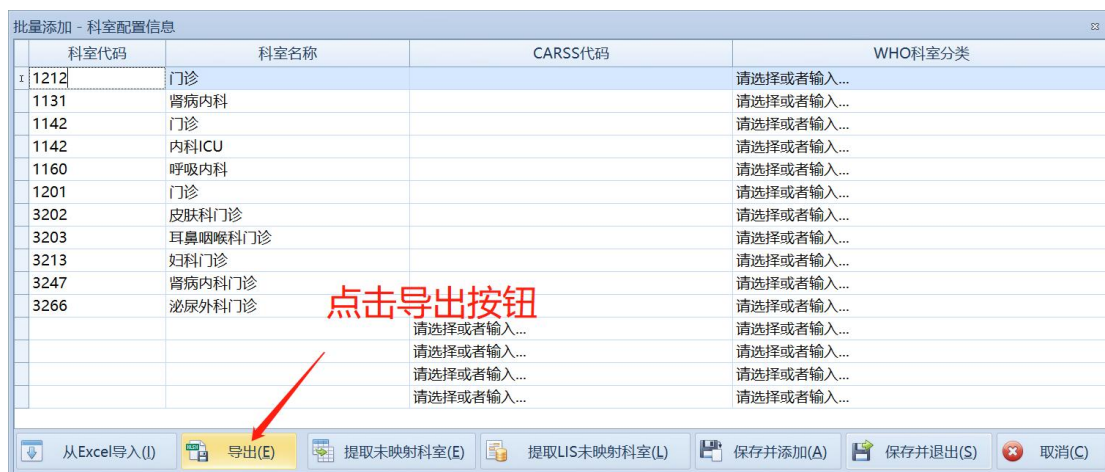 批量添加 - 科室配置信息
科室代码 科室名称 CARSS代码 WHO科室分类
1212 门诊 请选择或者输入...
1131 肾病内科 请选择或者输入...
1142 门诊 请选择或者输入...
1142 内科ICU 请选择或者输入...
1160 呼吸内科 请选择或者输入...
1201 门诊 请选择或者输入...
3202 皮肤科门诊 请选择或者输入...
3203 耳鼻咽喉科门诊 请选择或者输入...
3213 妇科门诊 请选择或者输入...
3247 肾病内科门诊 请选择或者输入...
3266 泌尿外科门诊 请选择或者输入...
点击导出按钮
请选择或者输入... 请选择或者输入...
请选择或者输入... 请选择或者输入...
请选择或者输入... 请选择或者输入...
请选择或者输入... 请选择或者输入...
从Excel导入(I) 导出(E) 提取未映射科室(E) 提取LIS未映射科室(L) 保存并添加(A) 保存并退出(S) 取消(C)